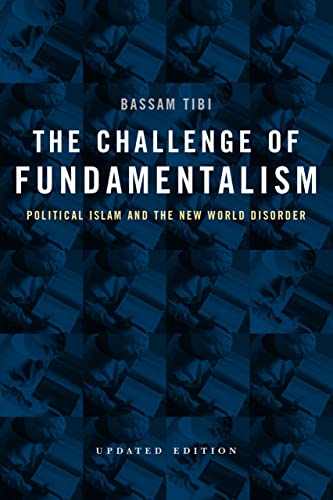 BASSAM TIBI
THE CHALLENGE OF
FUNDAMENTALISM
POLITICAL ISLAM AND THE NEW WORLD DISORDER
UPDATED EDITION